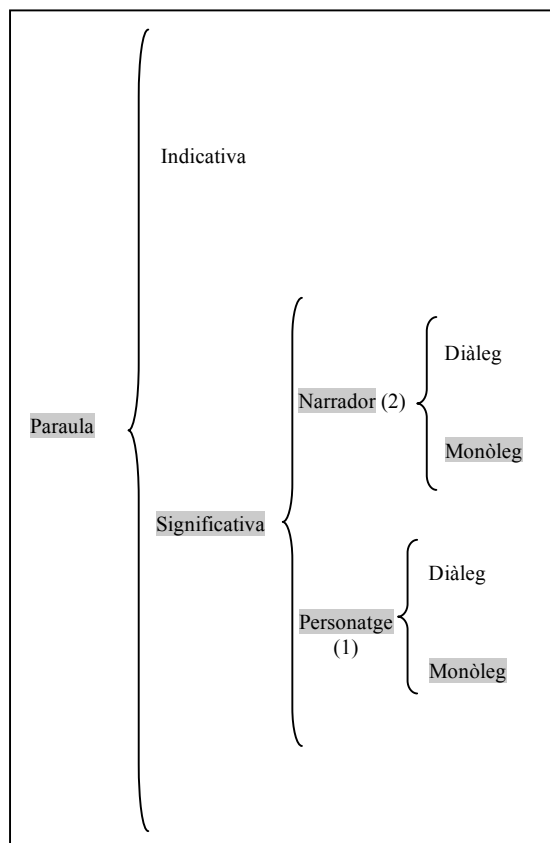 Indicativa
Diàleg
Narrador (2)
Paraula
Monòleg
Significativa
Diàleg
Personatge
(1)
Monòleg